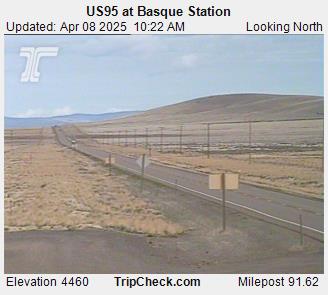 US95 at Basque Station
Updated: Apr 08 2025 10:22 AM Looking North
Elevation 4460 TripCheck.com Milepost 91.62